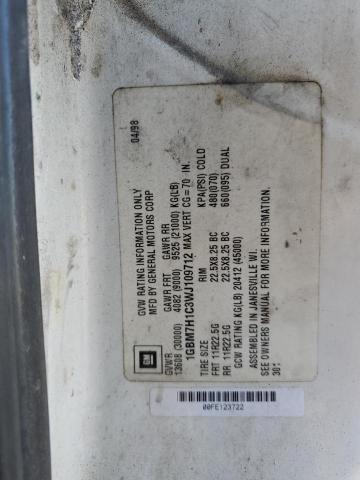 GVW RATING INFORMATION ONLY 04/98
MFD BY GENERAL MOTORS CORP
GM
GVWR GAWR FRT GAWR RR
13608 (30000) 4082 (9000) 9525 (21000) KG(LB)
1GBM7H1C3WJ109712 MAX VERT CG=70 IN.
TIRE SIZE RIM KPA(PSI) COLD
FRT 11R22.5G 22.5X8.25 BC 480(070)
RR 11R22.5G 22.5X8.25 BC 660(095) DUAL
GCW RATING KG(LB) 20412 (45000)
ASSEMBLED IN JANESVILLE WI.
SEE OWNERS MANUAL FOR MORE INFORMATION.
301
00FE123722